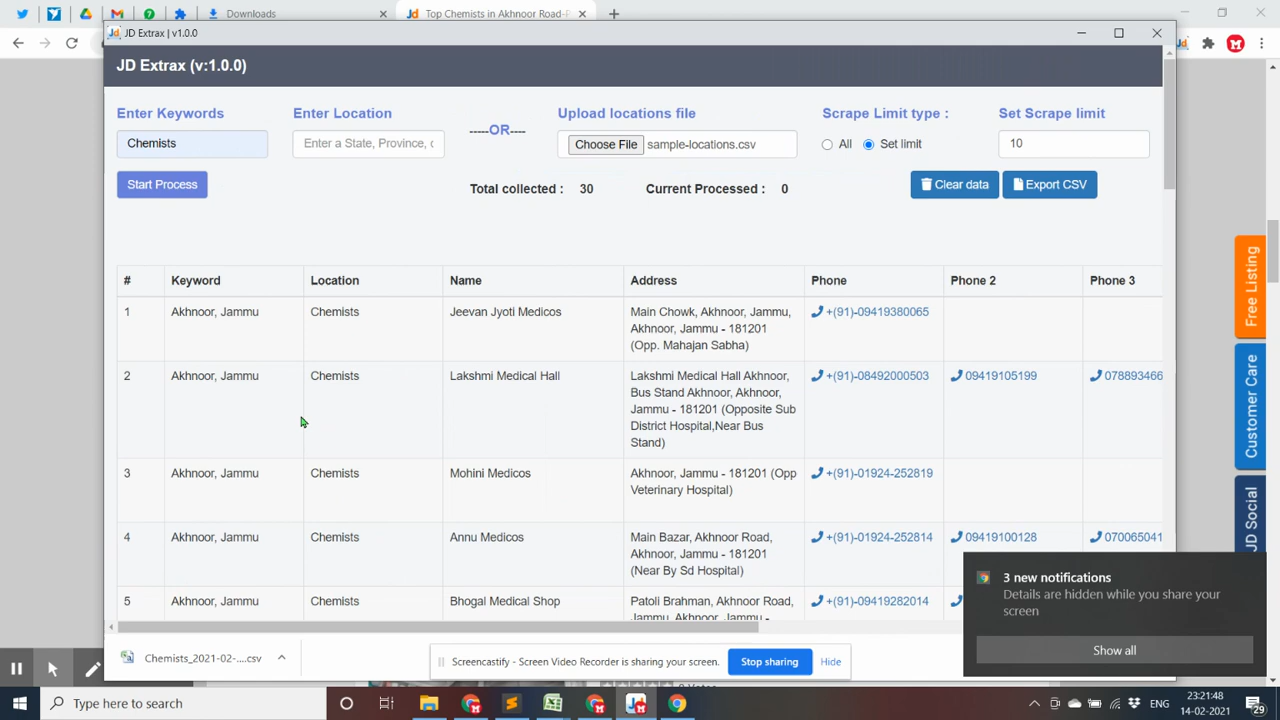 Downloads
Top Chemists in Akhnoor Road-R
JD Extrax | v1.0.0
JD Extrax (v:1.0.0)
Enter Keywords
Enter Location
-----OR----
Upload locations file
Scrape Limit type :
Set Scrape limit
Chemists
Enter a State, Province, c
Choose File sample-locations.csv
All
Set limit
10
Start Process
Total collected : 30
Current Processed : 0
Clear data
Export CSV
# Keyword Location Name Address Phone Phone 2 Phone 3
1 Akhnoor, Jammu Chemists Jeevan Jyoti Medicos Main Chowk, Akhnoor, Jammu, +(91)-09419380065
Akhnoor, Jammu - 181201
(Opp. Mahajan Sabha)
2 Akhnoor, Jammu Chemists Lakshmi Medical Hall Lakshmi Medical Hall Akhnoor, +(91)-08492000503 09419105199 078893466
Bus Stand Akhnoor, Akhnoor,
Jammu - 181201 (Opposite Sub
District Hospital,Near Bus
Stand)
3 Akhnoor, Jammu Chemists Mohini Medicos Akhnoor, Jammu - 181201 (Opp +(91)-01924-252819
Veterinary Hospital)
4 Akhnoor, Jammu Chemists Annu Medicos Main Bazar, Akhnoor Road, +(91)-01924-252814 09419100128 070065041
Akhnoor, Jammu - 181201
(Near By Sd Hospital)
5 Akhnoor, Jammu Chemists Bhogal Medical Shop Patoli Brahman, Akhnoor Road, +(91)-09419282014
Jammu, Akhnoor, Jammu -
Free Listing
Customer Care
JD Social
3 new notifications
Details are hidden while you share your
screen
Show all
Chemists_2021-02-....csv
Screencastify - Screen Video Recorder is sharing your screen.
Stop sharing
Hide
Type here to search
ENG
23:21:48
14-02-2021
29